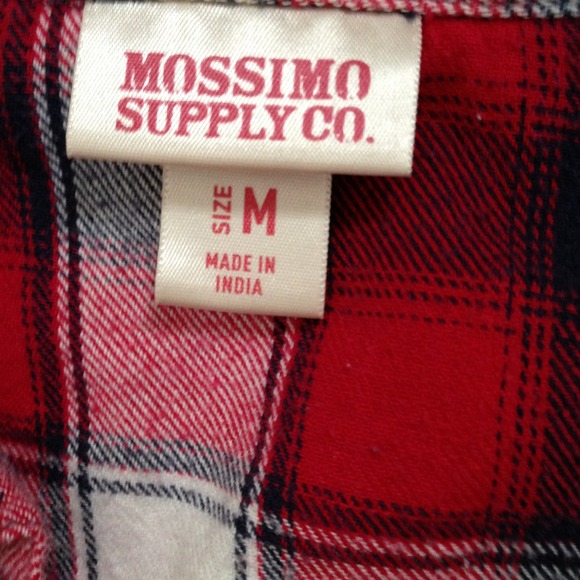 MOSSIMO
SUPPLY CO.
SIZE M
MADE IN
INDIA